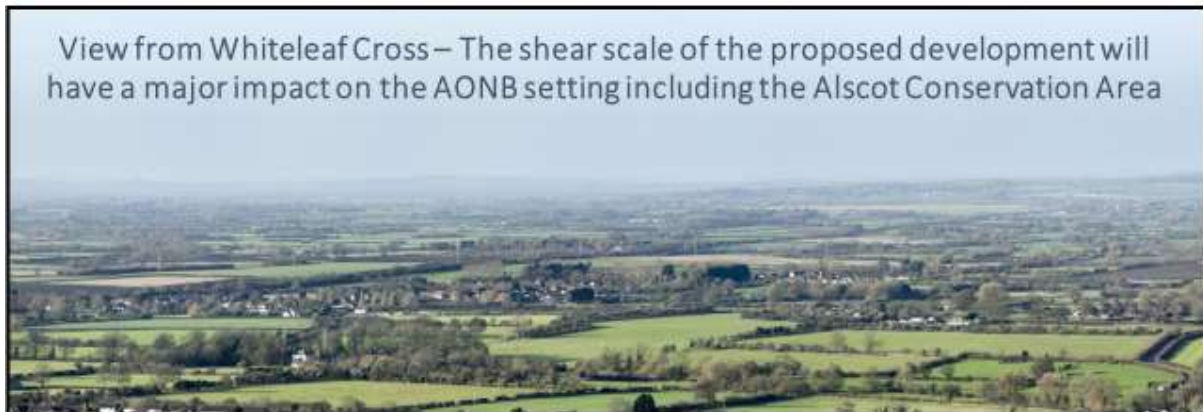 View from Whiteleaf Cross – The shear scale of the proposed development will
have a major impact on the AONB setting including the Alscot Conservation Area